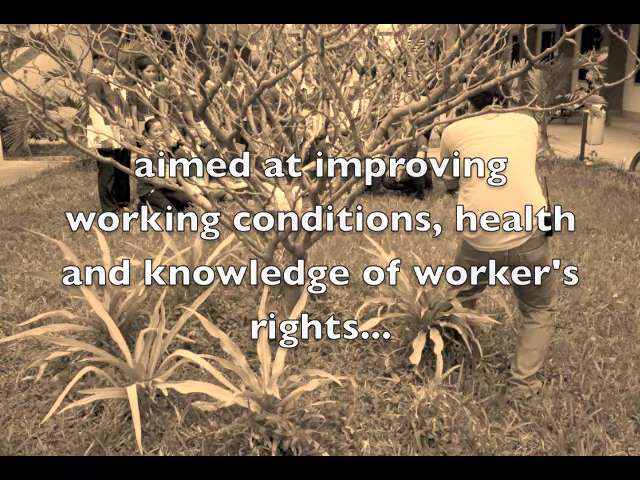 aimed at improving
working conditions, health
and knowledge of worker's
rights...